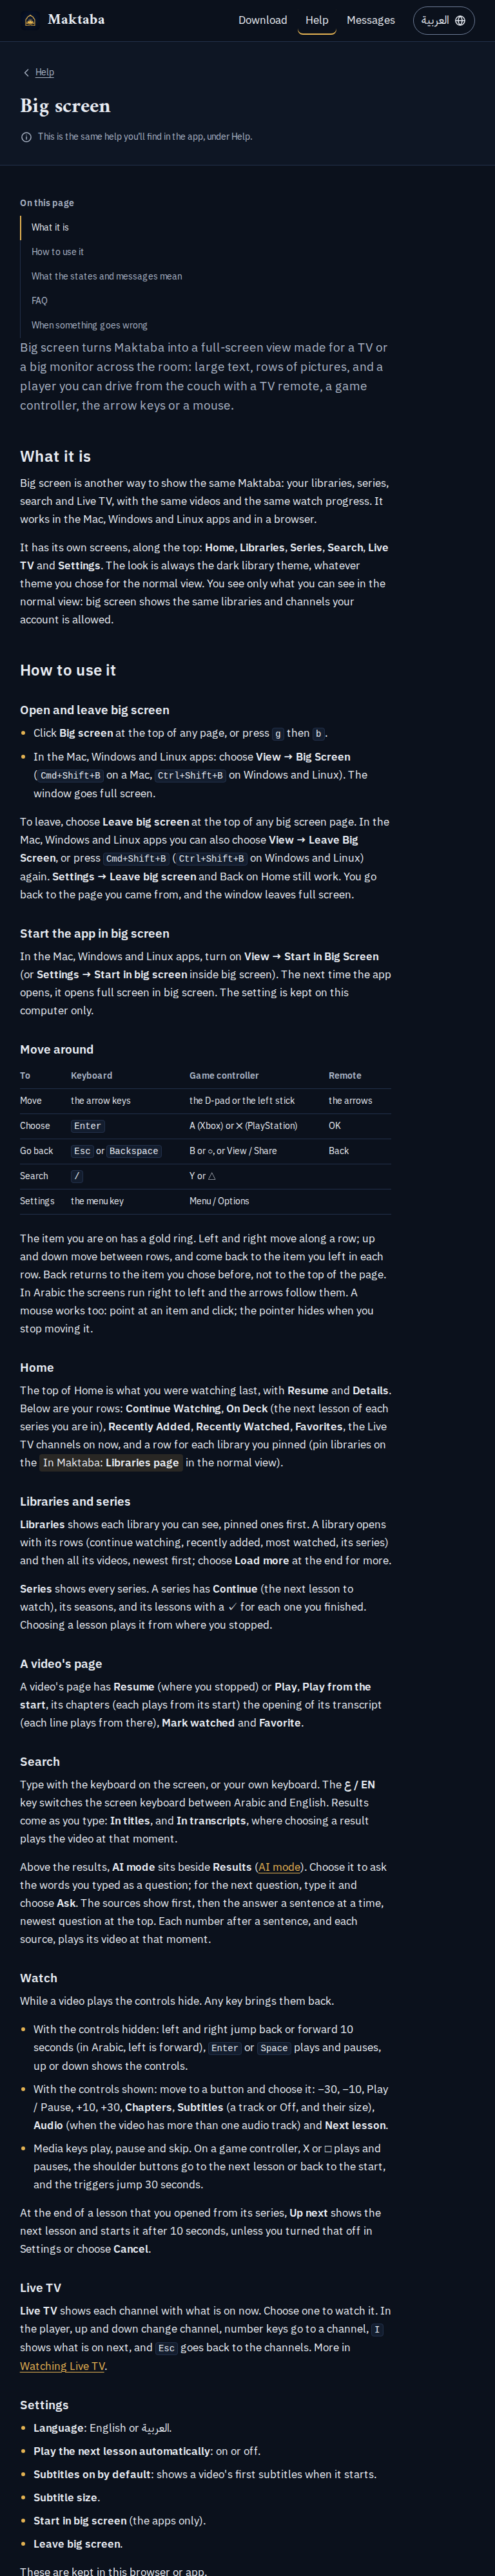 Maktaba
Download
Help
Messages
العربية
Help
Big screen
This is the same help you'll find in the app, under Help.
On this page
What it is
How to use it
What the states and messages mean
FAQ
When something goes wrong
Big screen turns Maktaba into a full-screen view made for a TV or
a big monitor across the room: large text, rows of pictures, and a
player you can drive from the couch with a TV remote, a game
controller, the arrow keys or a mouse.
What it is
Big screen is another way to show the same Maktaba: your libraries, series,
search and Live TV, with the same videos and the same watch progress. It
works in the Mac, Windows and Linux apps and in a browser.
It has its own screens, along the top: Home, Libraries, Series, Search, Live
TV and Settings. The look is always the dark library theme, whatever
theme you chose for the normal view. You see only what you can see in the
normal view: big screen shows the same libraries and channels your
account is allowed.
How to use it
Open and leave big screen
• Click Big screen at the top of any page, or press g then b.
• In the Mac, Windows and Linux apps: choose View → Big Screen
(Cmd+Shift+B on a Mac, Ctrl+Shift+B on Windows and Linux). The
window goes full screen.
To leave, choose Leave big screen at the top of any big screen page. In the
Mac, Windows and Linux apps you can also choose View → Leave Big
Screen, or press Cmd+Shift+B (Ctrl+Shift+B on Windows and Linux)
again. Settings → Leave big screen and Back on Home still work. You go
back to the page you came from, and the window leaves full screen.
Start the app in big screen
In the Mac, Windows and Linux apps, turn on View → Start in Big Screen
(or Settings → Start in big screen inside big screen). The next time the app
opens, it opens full screen in big screen. The setting is kept on this
computer only.
Move around
To Keyboard Game controller Remote
Move the arrow keys the D-pad or the left stick the arrows
Choose Enter A (Xbox) or ✕ (PlayStation) OK
Go back Esc or Backspace B or ○, or View / Share Back
Search / Y or △
Settings the menu key Menu / Options
The item you are on has a gold ring. Left and right move along a row; up
and down move between rows, and come back to the item you left in each
row. Back returns to the item you chose before, not to the top of the page.
In Arabic the screens run right to left and the arrows follow them. A
mouse works too: point at an item and click; the pointer hides when you
stop moving it.
Home
The top of Home is what you were watching last, with Resume and Details.
Below are your rows: Continue Watching, On Deck (the next lesson of each
series you are in), Recently Added, Recently Watched, Favorites, the Live
TV channels on now, and a row for each library you pinned (pin libraries on
the In Maktaba: Libraries page in the normal view).
Libraries and series
Libraries shows each library you can see, pinned ones first. A library opens
with its rows (continue watching, recently added, most watched, its series)
and then all its videos, newest first; choose Load more at the end for more.
Series shows every series. A series has Continue (the next lesson to
watch), its seasons, and its lessons with a ✓ for each one you finished.
Choosing a lesson plays it from where you stopped.
A video's page
A video's page has Resume (where you stopped) or Play, Play from the
start, its chapters (each plays from its start) the opening of its transcript
(each line plays from there), Mark watched and Favorite.
Search
Type with the keyboard on the screen, or your own keyboard. The ع / EN
key switches the screen keyboard between Arabic and English. Results
come as you type: In titles, and In transcripts, where choosing a result
plays the video at that moment.
Above the results, AI mode sits beside Results (AI mode). Choose it to ask
the words you typed as a question; for the next question, type it and
choose Ask. The sources show first, then the answer a sentence at a time,
newest question at the top. Each number after a sentence, and each
source, plays its video at that moment.
Watch
While a video plays the controls hide. Any key brings them back.
• With the controls hidden: left and right jump back or forward 10
seconds (in Arabic, left is forward), Enter or Space plays and pauses,
up or down shows the controls.
• With the controls shown: move to a button and choose it: −30, −10, Play
/ Pause, +10, +30, Chapters, Subtitles (a track or Off, and their size),
Audio (when the video has more than one audio track) and Next lesson.
• Media keys play, pause and skip. On a game controller, X or □ plays and
pauses, the shoulder buttons go to the next lesson or back to the start,
and the triggers jump 30 seconds.
At the end of a lesson that you opened from its series, Up next shows the
next lesson and starts it after 10 seconds, unless you turned that off in
Settings or choose Cancel.
Live TV
Live TV shows each channel with what is on now. Choose one to watch it. In
the player, up and down change channel, number keys go to a channel, I
shows what is on next, and Esc goes back to the channels. More in
Watching Live TV.
Settings
• Language: English or العربية.
• Play the next lesson automatically: on or off.
• Subtitles on by default: shows a video's first subtitles when it starts.
• Subtitle size.
• Start in big screen (the apps only).
• Leave big screen.
These are kept in this browser or app.